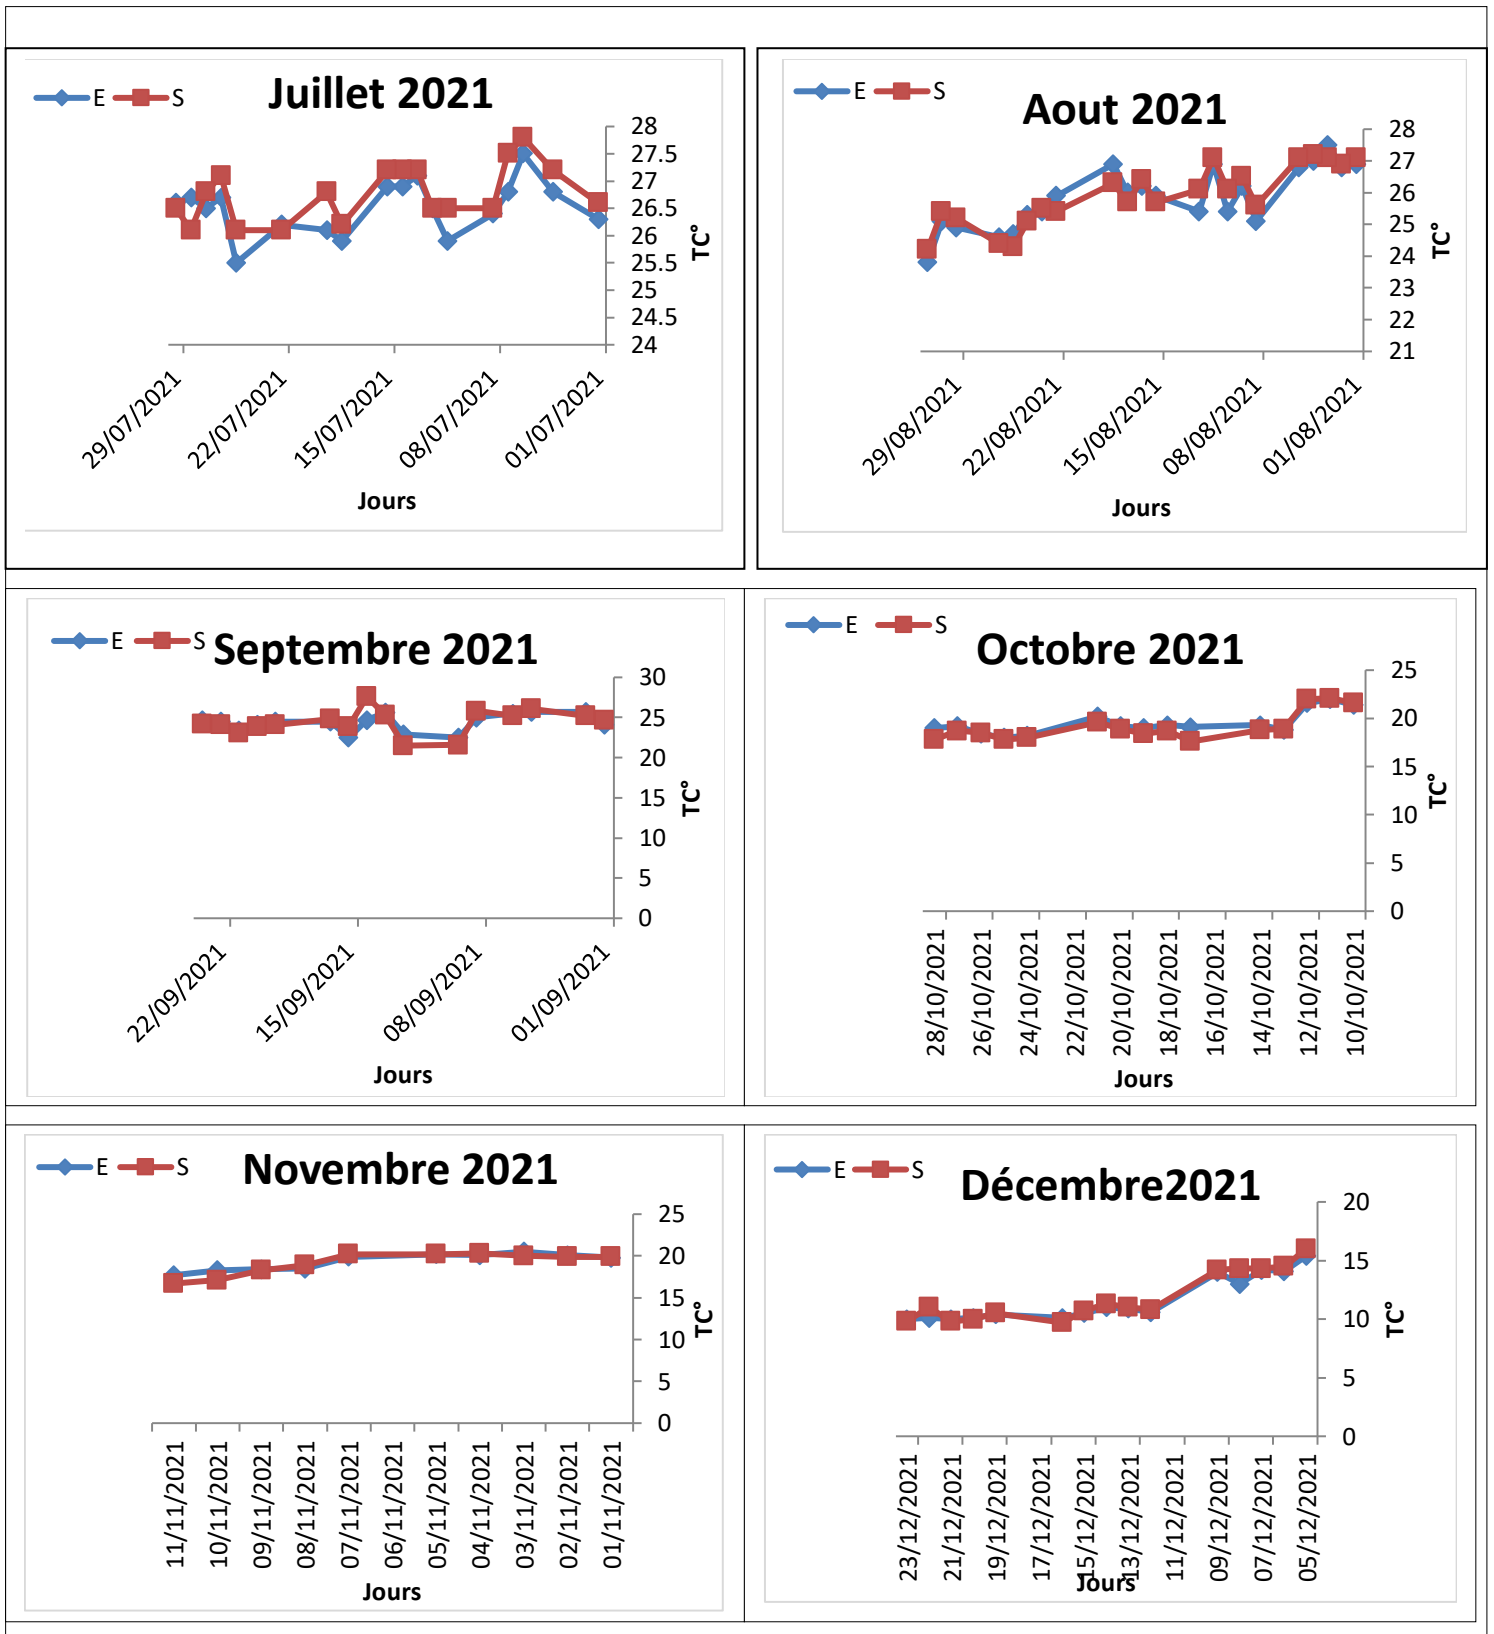 Juillet 2021
E S
28
27.5
27
26.5
26
25.5
25
24.5
24
TC°
29/07/2021 22/07/2021 15/07/2021 08/07/2021 01/07/2021
Jours
Aout 2021
E S
28
27
26
25
24
23
22
21
TC°
29/08/2021 22/08/2021 15/08/2021 08/08/2021 01/08/2021
Jours
Septembre 2021
E S
30
25
20
15
10
5
0
TC°
22/09/2021 15/09/2021 08/09/2021 01/09/2021
Jours
Octobre 2021
E S
25
20
15
10
5
0
TC°
28/10/2021 26/10/2021 24/10/2021 22/10/2021 20/10/2021 18/10/2021 16/10/2021 14/10/2021 12/10/2021 10/10/2021
Jours
Novembre 2021
E S
25
20
15
10
5
0
TC°
11/11/2021 10/11/2021 09/11/2021 08/11/2021 07/11/2021 06/11/2021 05/11/2021 04/11/2021 03/11/2021 02/11/2021 01/11/2021
Jours
Décembre2021
E S
20
15
10
5
0
TC°
23/12/2021 21/12/2021 19/12/2021 17/12/2021 15/12/2021 13/12/2021 11/12/2021 09/12/2021 07/12/2021 05/12/2021
Jours